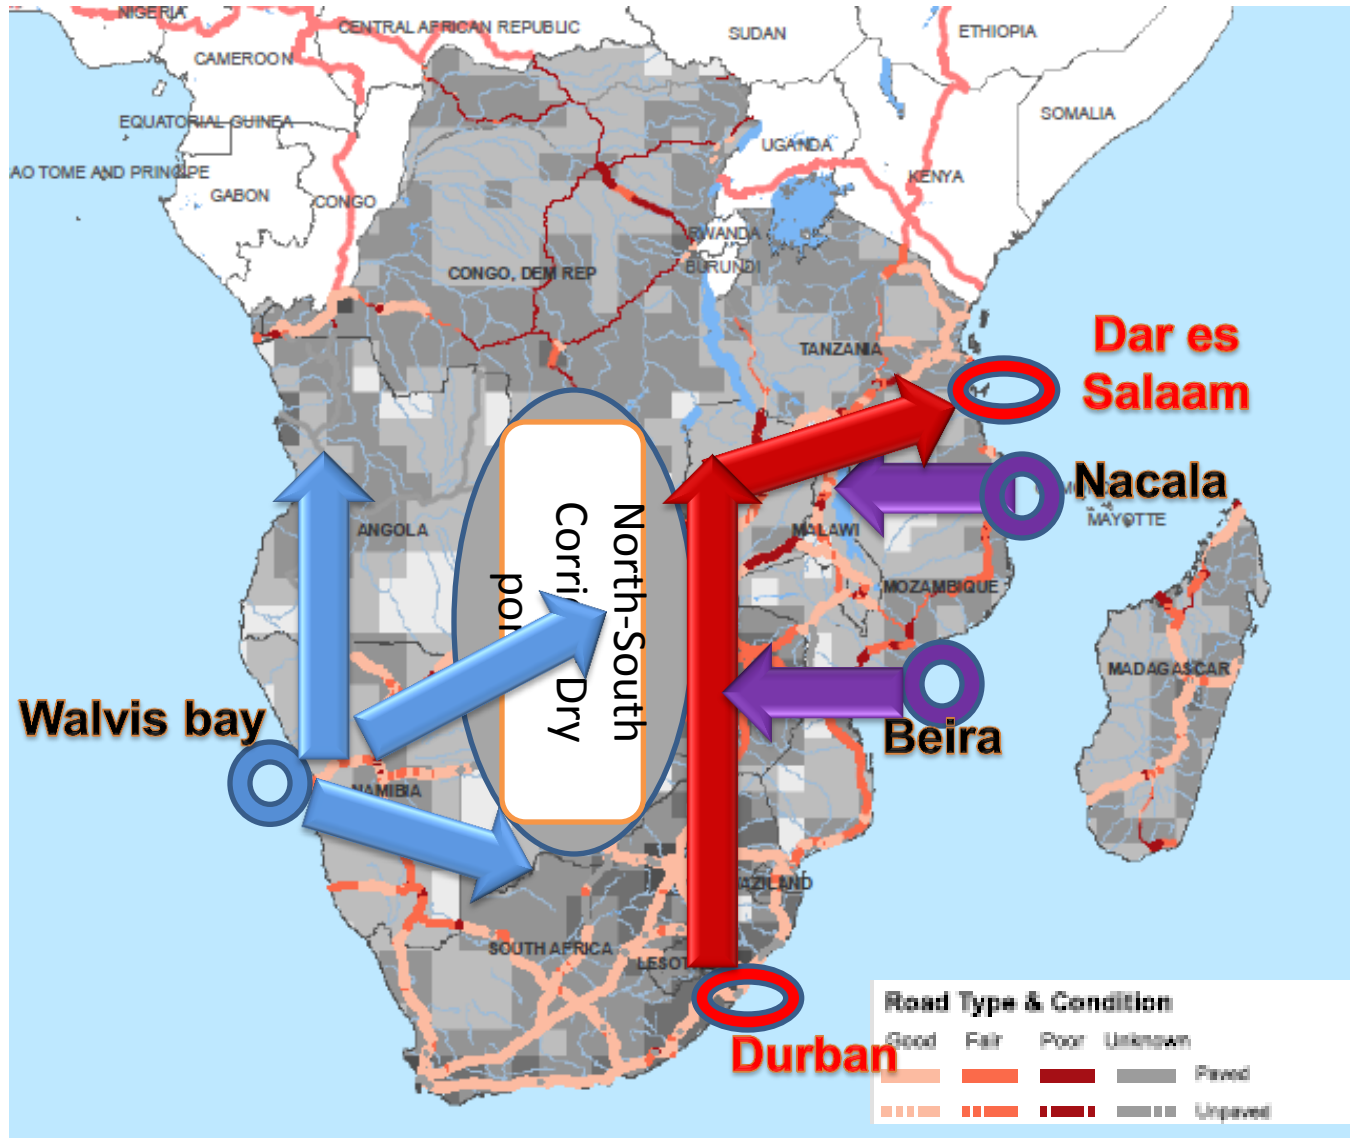 NIGERIA
CENTRAL AFRICAN REPUBLIC
SUDAN
ETHIOPIA
CAMEROON
SOMALIA
EQUATORIAL GUINEA
UGANDA
AO TOME AND PRINCIPE
GABON
CONGO
KENYA
RWANDA
BURUNDI
CONGO, DEM REP
TANZANIA
Dar es
Salaam
Nacala
MAYOTTE
ANGOLA
MALAWI
MOZAMBIQUE
North-South
Corri Dry
por
MADAGASCAR
Walvis bay
Beira
NAMIBIA
AZILAND
SOUTH AFRICA
LESOT
Durban
Road Type & Condition
Good Fair Poor Unknown
Paved
Unpaved